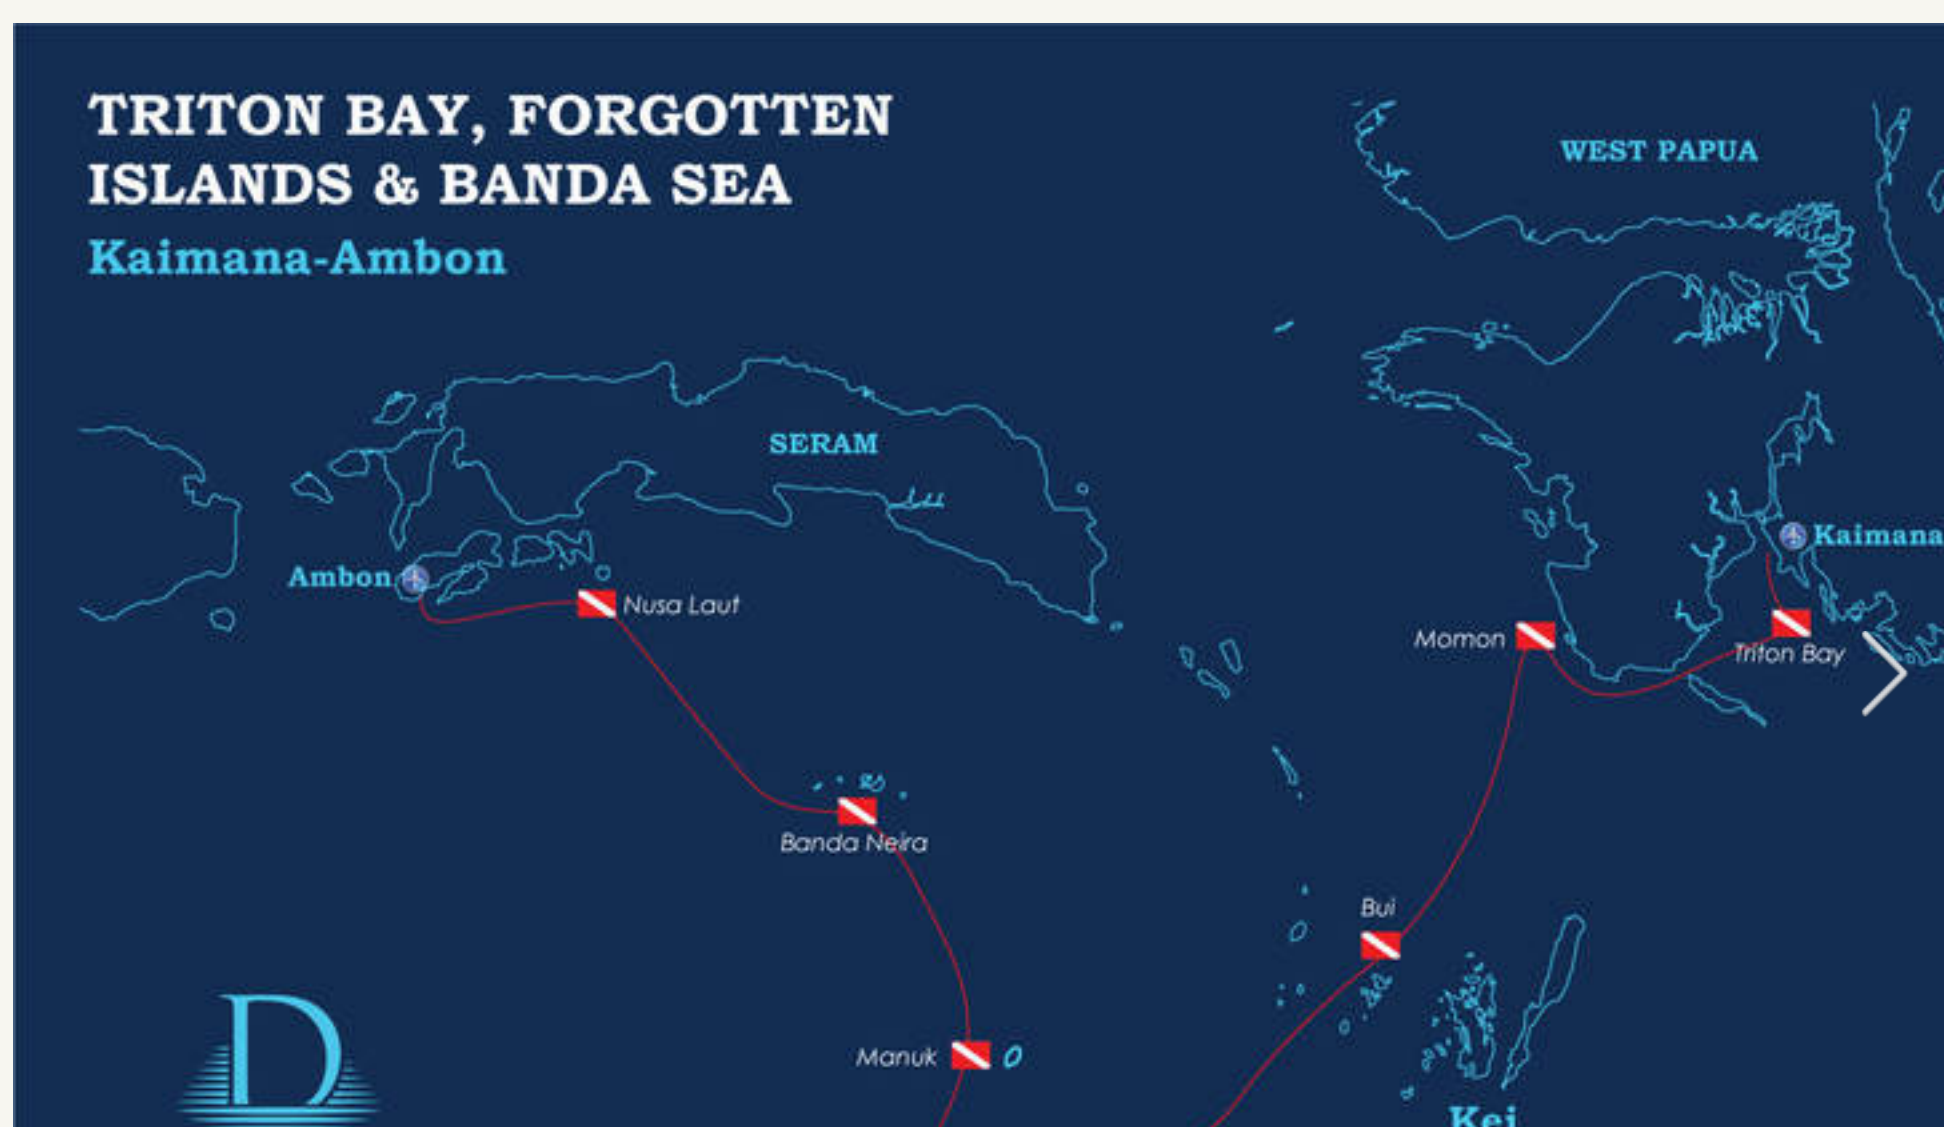 TRITON BAY, FORGOTTEN
ISLANDS & BANDA SEA
Kaimana-Ambon
WEST PAPUA
SERAM
Kaimana
Ambon
Nusa Laut
Momon
Triton Bay
Banda Neira
Bui
D
Manuk
Kei